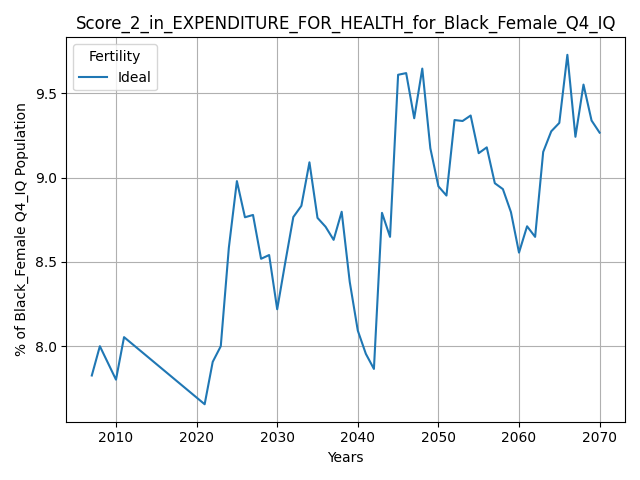 Score_2_in_EXPENDITURE_FOR_HEALTH_for_Black_Female_Q4_IQ
Fertility
Ideal
% of Black_Female Q4_IQ Population
9.5
9.0
8.5
8.0
2010 2020 2030 2040 2050 2060 2070
Years